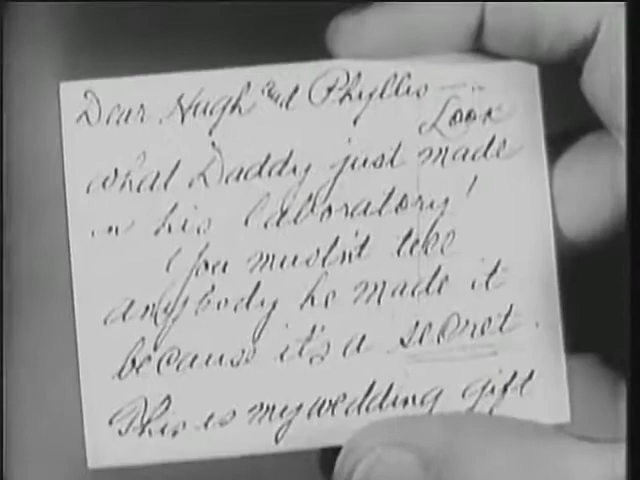 Dear Hugh and Phyllis —
Look
what Daddy just made
in his laboratory!
You mustn't tell
anybody he made it
because it's a secret.
This is my wedding gift